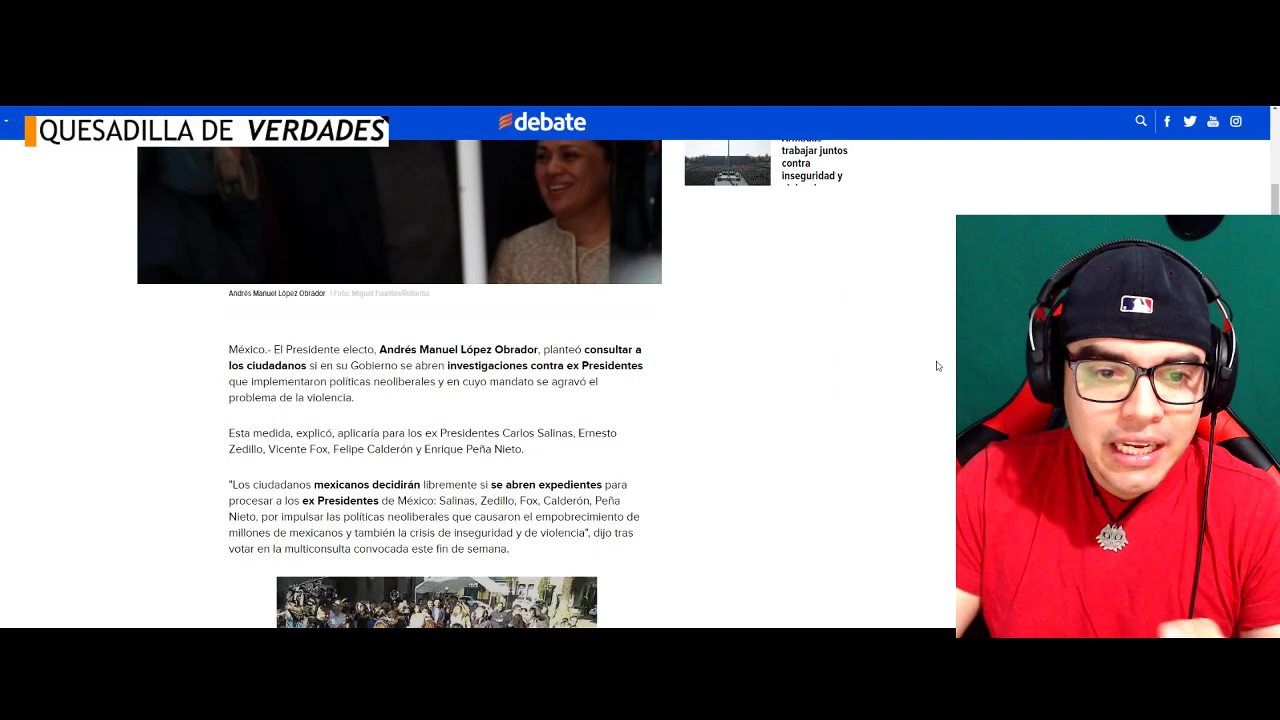 QUESADILLA DE VERDADES
debate
trabajar juntos
contra
inseguridad y
Andrés Manuel López Obrador | Foto: Miguel Fuantos/Reforma
México.- El Presidente electo, Andrés Manuel López Obrador, planteó consultar a
los ciudadanos si en su Gobierno se abren investigaciones contra ex Presidentes
que implementaron políticas neoliberales y en cuyo mandato se agravó el
problema de la violencia.
Esta medida, explicó, aplicaría para los ex Presidentes Carlos Salinas, Ernesto
Zedillo, Vicente Fox, Felipe Calderón y Enrique Peña Nieto.
"Los ciudadanos mexicanos decidirán libremente si se abren expedientes para
procesar a los ex Presidentes de México: Salinas, Zedillo, Fox, Calderón, Peña
Nieto, por impulsar las políticas neoliberales que causaron el empobrecimiento de
millones de mexicanos y también la crisis de inseguridad y de violencia", dijo tras
votar en la multiconsulta convocada este fin de semana.